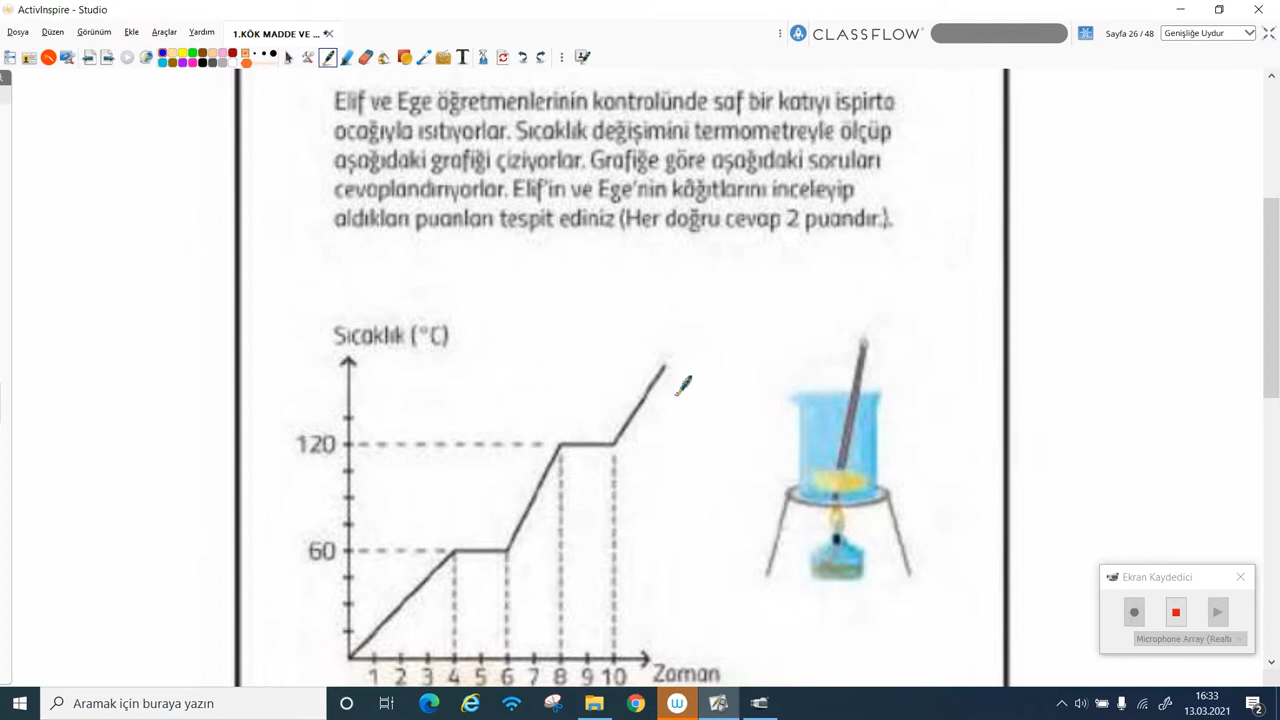 ActivInspire - Studio
Dosya Düzen Görünüm Ekle Araçlar Yardım
1.KÖK MADDE VE ...
CLASSFLOW
Sayfa 26 / 48
Genişliğe Uydur
Elif ve Ege öğretmenlerinin kontrolünde saf bir katıyı ispirto
ocağıyla ısıtıyorlar. Sıcaklık değişimini termometreyle ölçüp
aşağıdaki grafiği çiziyorlar. Grafiğe göre aşağıdaki soruları
cevaplandırıyorlar. Elif'in ve Ege'nin kâğıtlarını inceleyip
aldıkları puanları tespit ediniz (Her doğru cevap 2 puandır.).
Sıcaklık (°C)
120
60
1 2 3 4 5 6 7 8 9 10 Zaman
Ekran Kaydedici
Microphone Array (Realt
Aramak için buraya yazın
16:33
13.03.2021
2